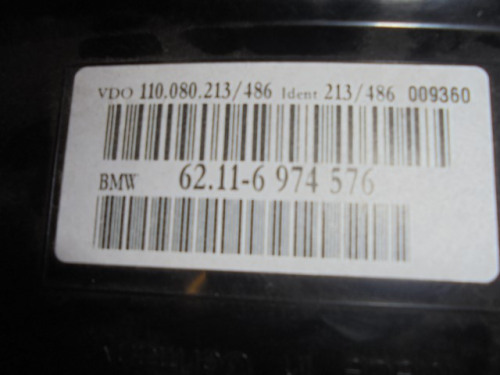 VDO 110.080.213/486 Ident 213/486 009360
BMW 62.11-6 974 576